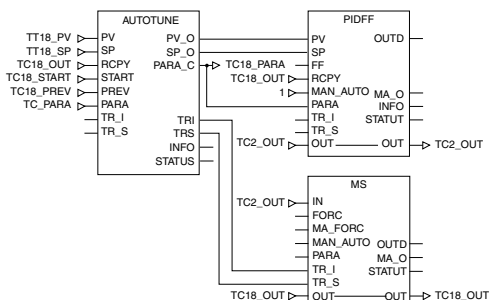 AUTOTUNE
TT18_PV PV PV_O
TT18_SP SP SP_O
TC18_OUT RCPY PARA_C TC18_PARA
TC18_START START
TC18_PREV PREV
TC_PARA PARA
TR_I
TR_S
TRI
TRS
INFO
STATUS
PIDFF
PV OUTD
SP
FF
TC18_OUT RCPY
1 MAN_AUTO MA_O
PARA INFO
TR_I STATUT
TR_S
TC2_OUT OUT OUT TC2_OUT
MS
TC2_OUT IN
FORC
MA_FORC
MAN_AUTO OUTD
PARA MA_O
TR_I STATUT
TR_S
TC18_OUT OUT OUT TC18_OUT